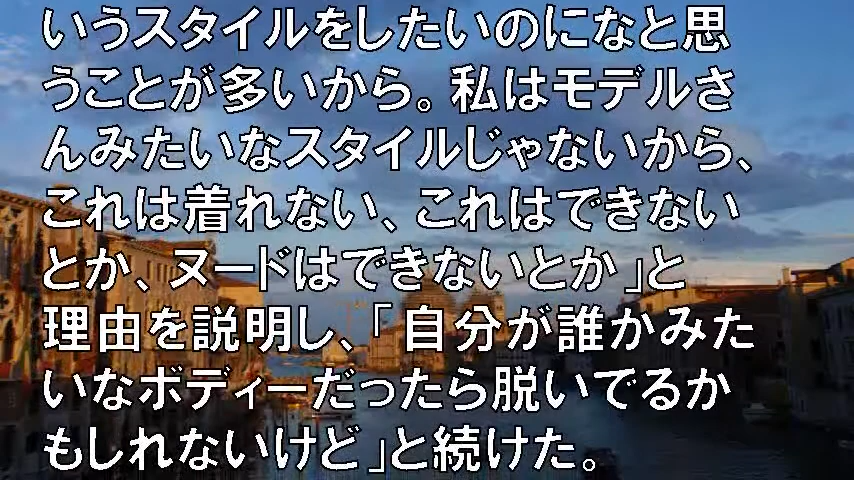 いうスタイルをしたいのになと思
うことが多いから。私はモデルさ
んみたいなスタイルじゃないから、
これは着れない、これはできない
とか、ヌードはできないとか」と
理由を説明し、「自分が誰かみた
いなボディーだったら脱いでるか
もしれないけど」と続けた。